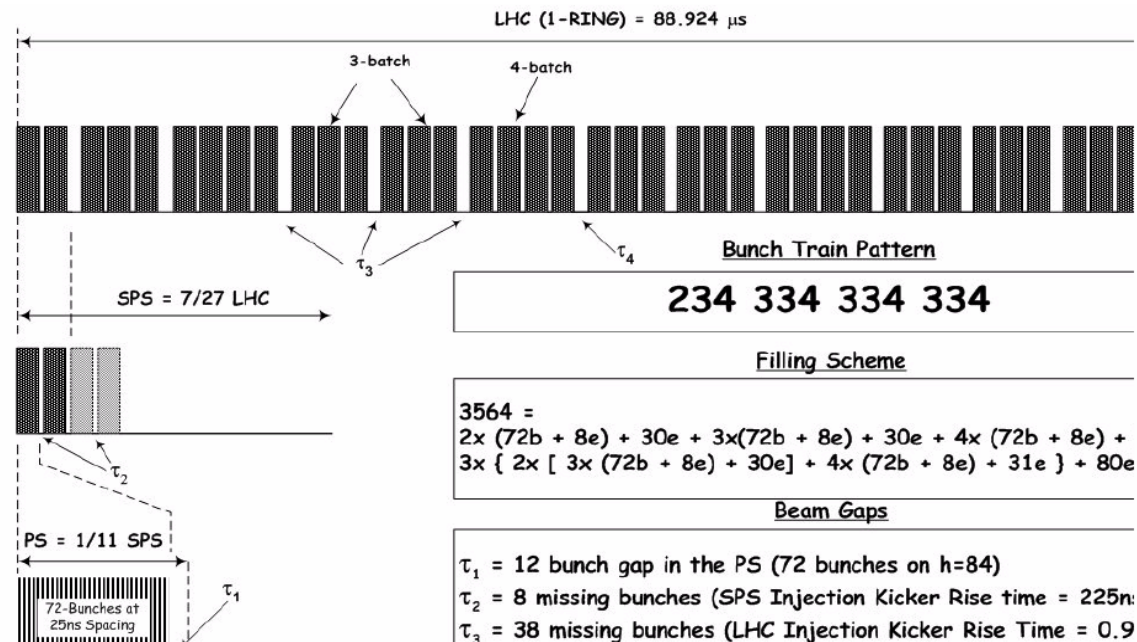 LHC (1-RING) = 88.924 μs
3-batch
4-batch
τ3
τ4
Bunch Train Pattern
234 334 334 334
SPS = 7/27 LHC
Filling Scheme
3564 =
2x (72b + 8e) + 30e + 3x(72b + 8e) + 30e + 4x (72b + 8e) +
3x { 2x [ 3x (72b + 8e) + 30e] + 4x (72b + 8e) + 31e } + 80e
τ2
Beam Gaps
PS = 1/11 SPS
τ1 = 12 bunch gap in the PS (72 bunches on h=84)
τ1
72-Bunches at
25ns Spacing
τ2 = 8 missing bunches (SPS Injection Kicker Rise time = 225ns
τ3 = 38 missing bunches (LHC Injection Kicker Rise Time = 0.9